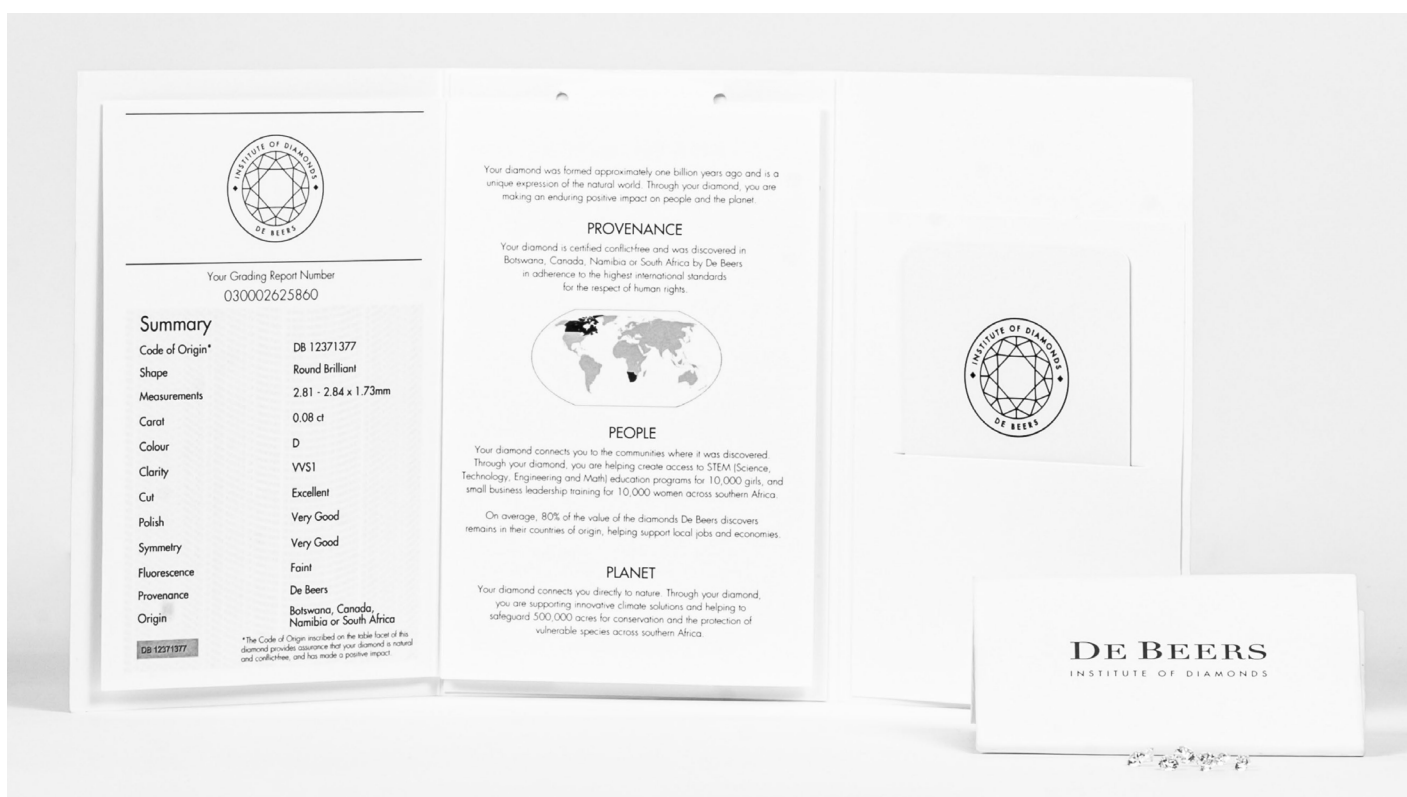 INSTITUTE OF DIAMONDS
DE BEERS
Your Grading Report Number
030002625860
Summary
Code of Origin* DB 12371377
Shape Round Brilliant
Measurements 2.81 - 2.84 x 1.73mm
Carat 0.08 ct
Colour D
Clarity VVS1
Cut Excellent
Polish Very Good
Symmetry Very Good
Fluorescence Faint
Provenance De Beers
Origin Botswana, Canada,
Namibia or South Africa
DB 12371377
*The Code of Origin inscribed on the table facet of this
diamond provides assurance that your diamond is natural
and conflict-free, and has made a positive impact.
Your diamond was formed approximately one billion years ago and is a
unique expression of the natural world. Through your diamond, you are
making an enduring positive impact on people and the planet.
PROVENANCE
Your diamond is certified conflict-free and was discovered in
Botswana, Canada, Namibia or South Africa by De Beers
in adherence to the highest international standards
for the respect of human rights.
PEOPLE
Your diamond connects you to the communities where it was discovered.
Through your diamond, you are helping create access to STEM (Science,
Technology, Engineering and Math) education programs for 10,000 girls, and
small business leadership training for 10,000 women across southern Africa.
On average, 80% of the value of the diamonds De Beers discovers
remains in their countries of origin, helping support local jobs and economies.
PLANET
Your diamond connects you directly to nature. Through your diamond,
you are supporting innovative climate solutions and helping to
safeguard 500,000 acres for conservation and the protection of
vulnerable species across southern Africa.
INSTITUTE OF DIAMONDS
DE BEERS
DE BEERS
INSTITUTE OF DIAMONDS